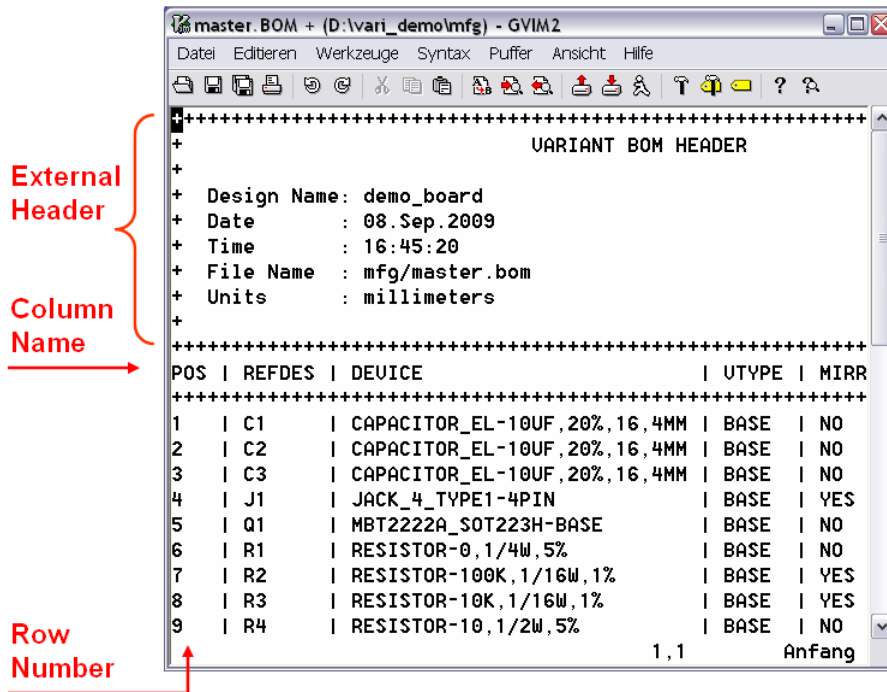 master.BOM + (D:\vari_demo\mfg) - GVIM2
Datei Editieren Werkzeuge Syntax Puffer Ansicht Hilfe
++++++++++++++++++++++++++++++++++++++++++++++++++++++++
+ VARIANT BOM HEADER
+
External
Header
+ Design Name: demo_board
+ Date : 08.Sep.2009
+ Time : 16:45:20
+ File Name : mfg/master.bom
+ Units : millimeters
+
++++++++++++++++++++++++++++++++++++++++++++++++++++++++
Column
Name
POS | REFDES | DEVICE | VTYPE | MIRR
++++++++++++++++++++++++++++++++++++++++++++++++++++++++
1 | C1 | CAPACITOR_EL-10UF,20%,16,4MM | BASE | NO
2 | C2 | CAPACITOR_EL-10UF,20%,16,4MM | BASE | NO
3 | C3 | CAPACITOR_EL-10UF,20%,16,4MM | BASE | NO
4 | J1 | JACK_4_TYPE1-4PIN | BASE | YES
5 | Q1 | MBT2222A_SOT223H-BASE | BASE | NO
6 | R1 | RESISTOR-0,1/4W,5% | BASE | NO
7 | R2 | RESISTOR-100K,1/16W,1% | BASE | YES
8 | R3 | RESISTOR-10K,1/16W,1% | BASE | YES
9 | R4 | RESISTOR-10,1/2W,5% | BASE | NO
Row
Number
1,1 Anfang